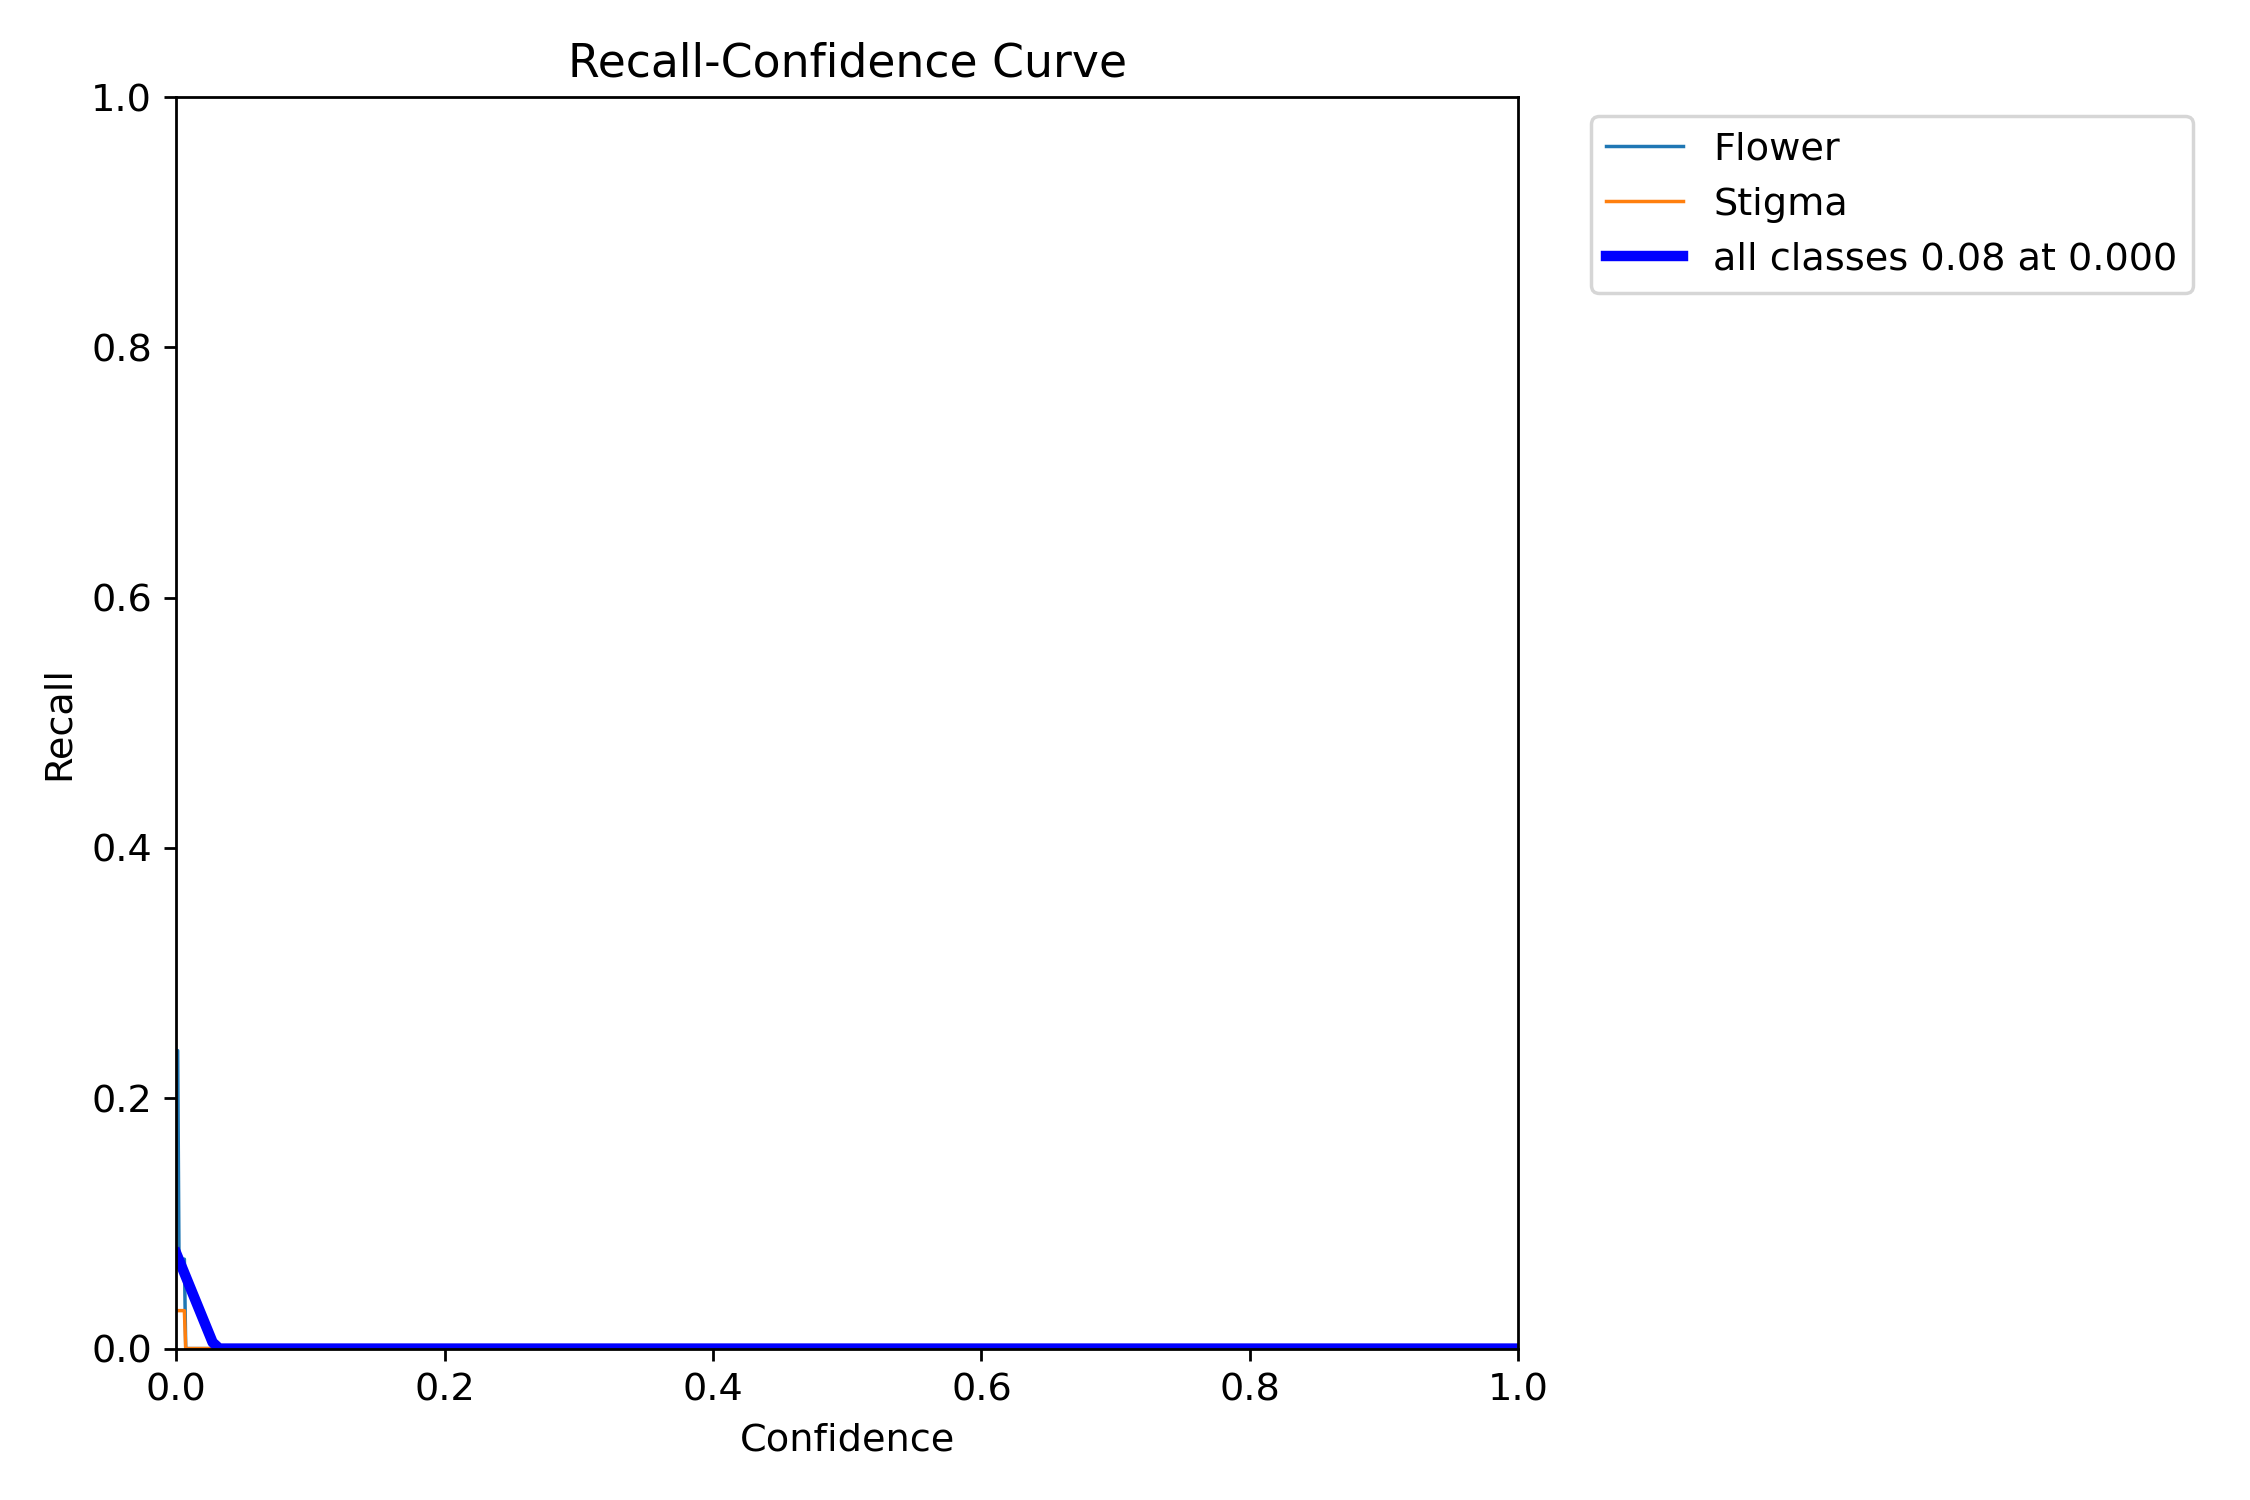 Recall-Confidence Curve
1.0
0.8
0.6
0.4
0.2
0.0
Recall
0.0 0.2 0.4 0.6 0.8 1.0
Confidence
Flower
Stigma
all classes 0.08 at 0.000